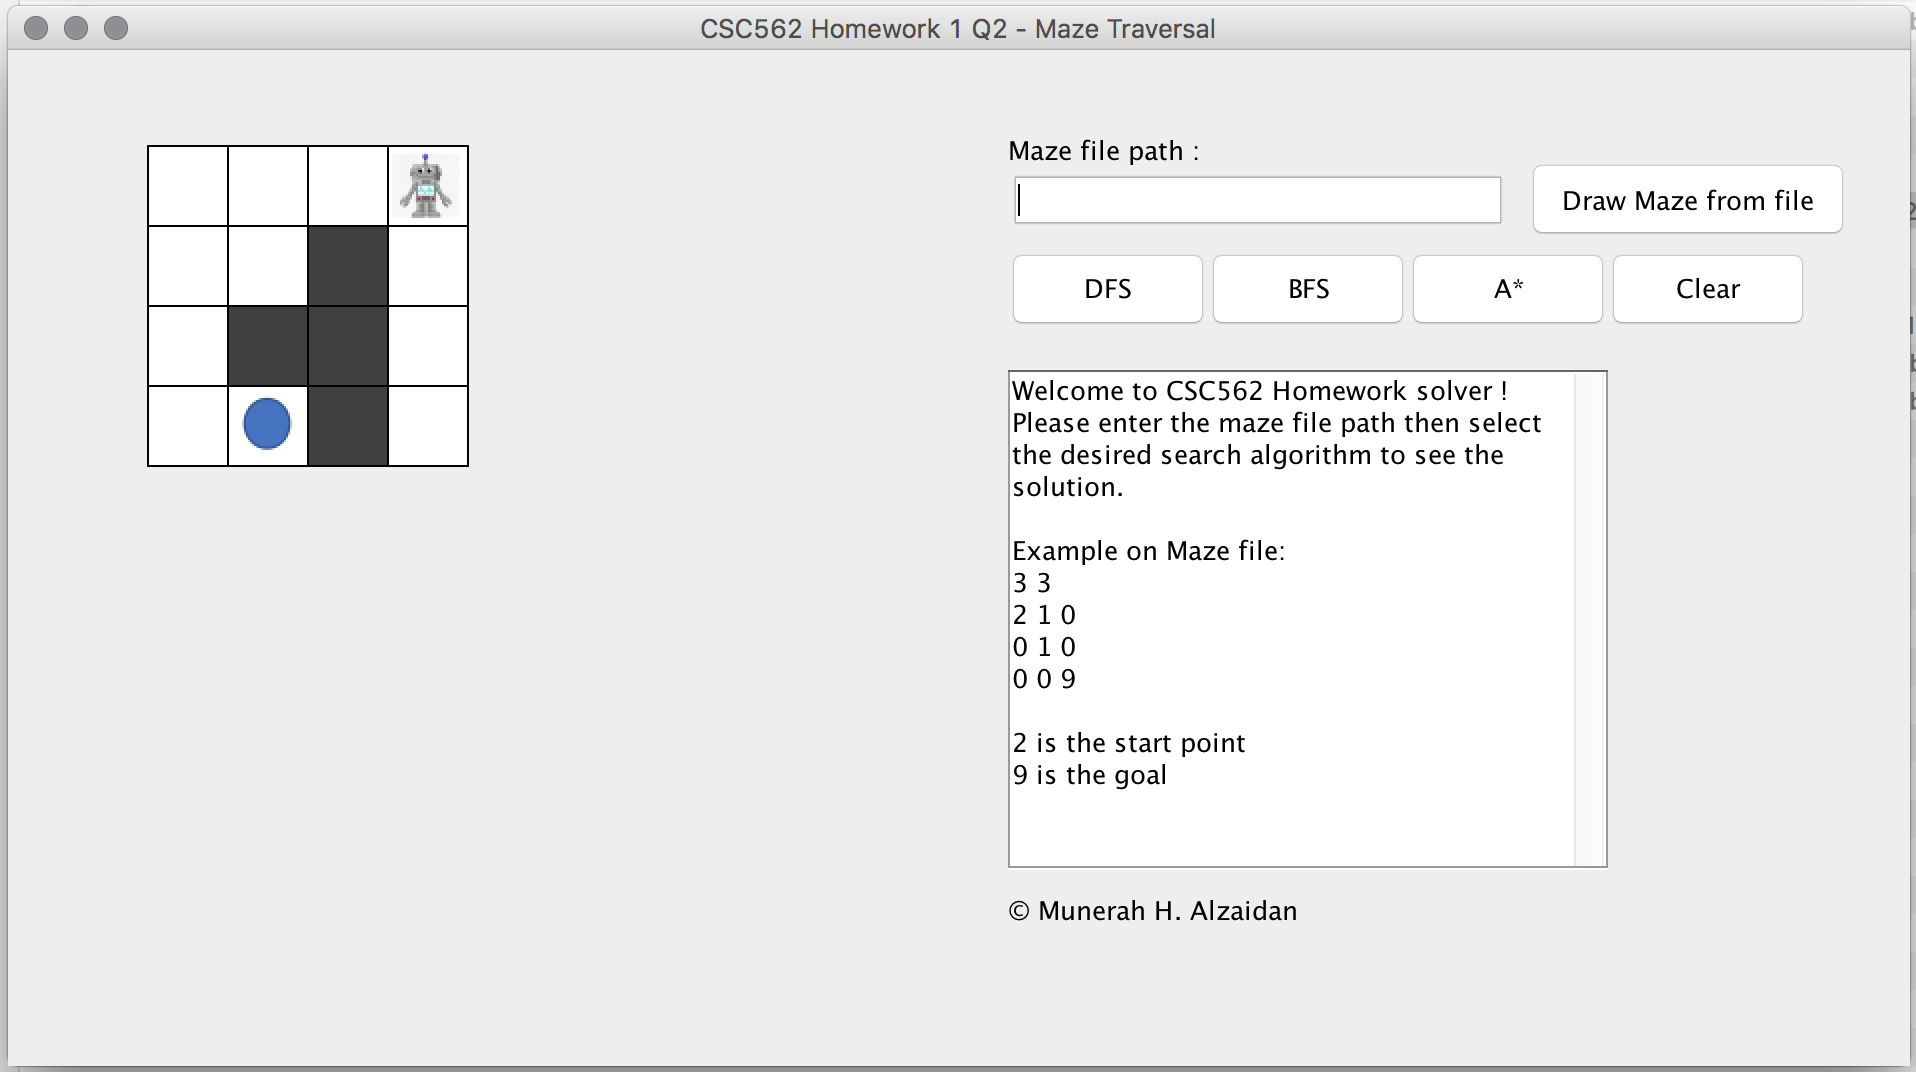 CSC562 Homework 1 Q2 - Maze Traversal
Maze file path :
Draw Maze from file
DFS
BFS
A*
Clear
Welcome to CSC562 Homework solver !
Please enter the maze file path then select
the desired search algorithm to see the
solution.
Example on Maze file:
3 3
2 1 0
0 1 0
0 0 9
2 is the start point
9 is the goal
© Munerah H. Alzaidan